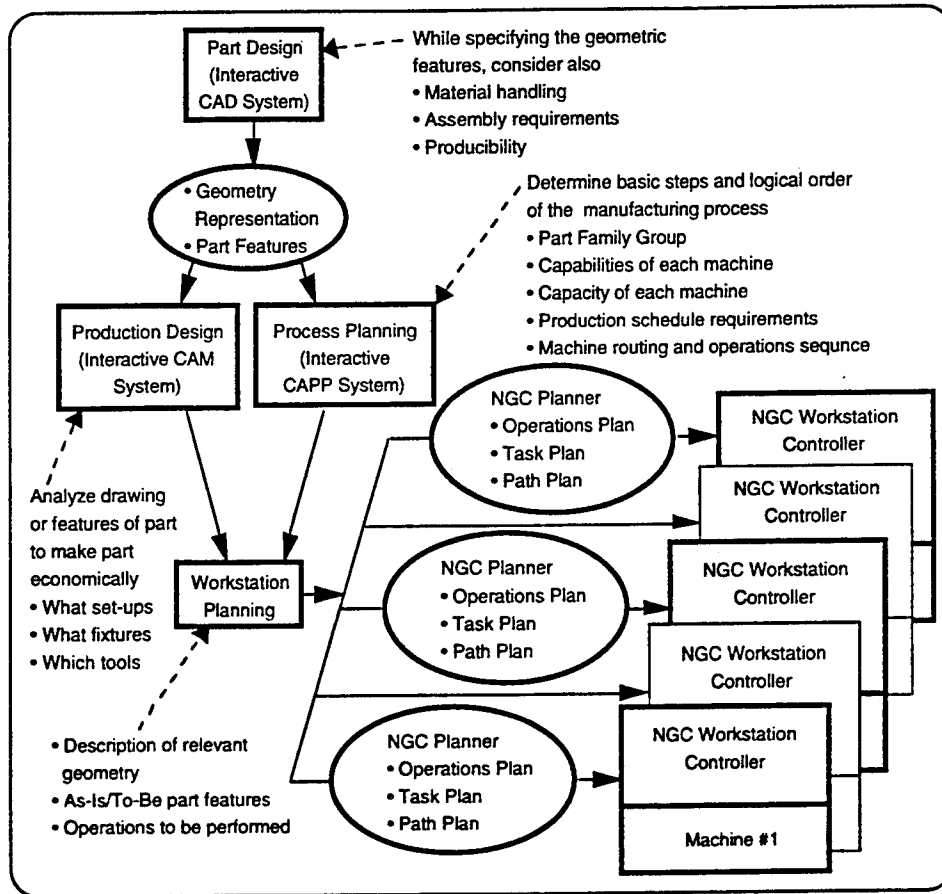 Part Design
(Interactive
CAD System)
While specifying the geometric
features, consider also
• Material handling
• Assembly requirements
• Producibility
• Geometry
Representation
• Part Features
Determine basic steps and logical order
of the manufacturing process
• Part Family Group
• Capabilities of each machine
• Capacity of each machine
• Production schedule requirements
• Machine routing and operations sequnce
Production Design
(Interactive CAM
System)
Process Planning
(Interactive
CAPP System)
NGC Planner
• Operations Plan
• Task Plan
• Path Plan
NGC Workstation
Controller
NGC Workstation
Controller
Analyze drawing
or features of part
to make part
economically
• What set-ups
• What fixtures
• Which tools
Workstation
Planning
NGC Planner
• Operations Plan
• Task Plan
• Path Plan
NGC Workstation
Controller
NGC Workstation
Controller
• Description of relevant
geometry
• As-Is/To-Be part features
• Operations to be performed
NGC Planner
• Operations Plan
• Task Plan
• Path Plan
NGC Workstation
Controller
Machine #1